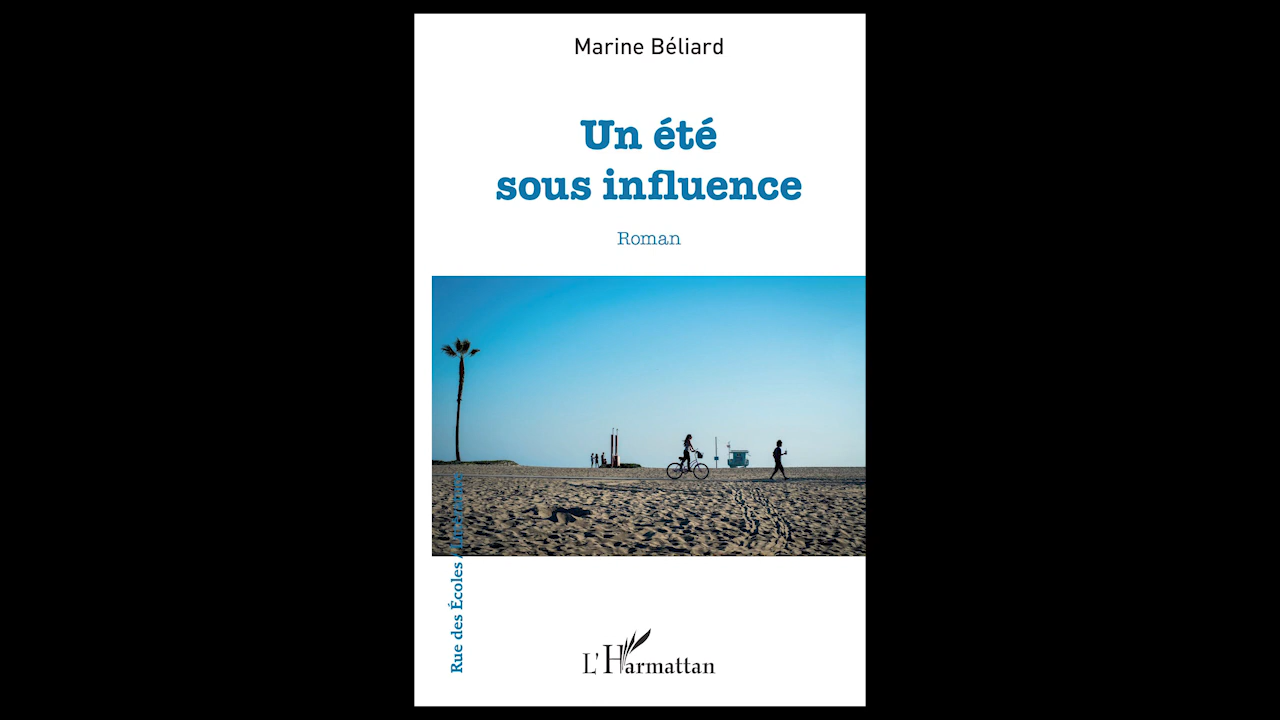 Marine Béliard
Un été
sous influence
Roman
Rue des Écoles /
L'Harmattan